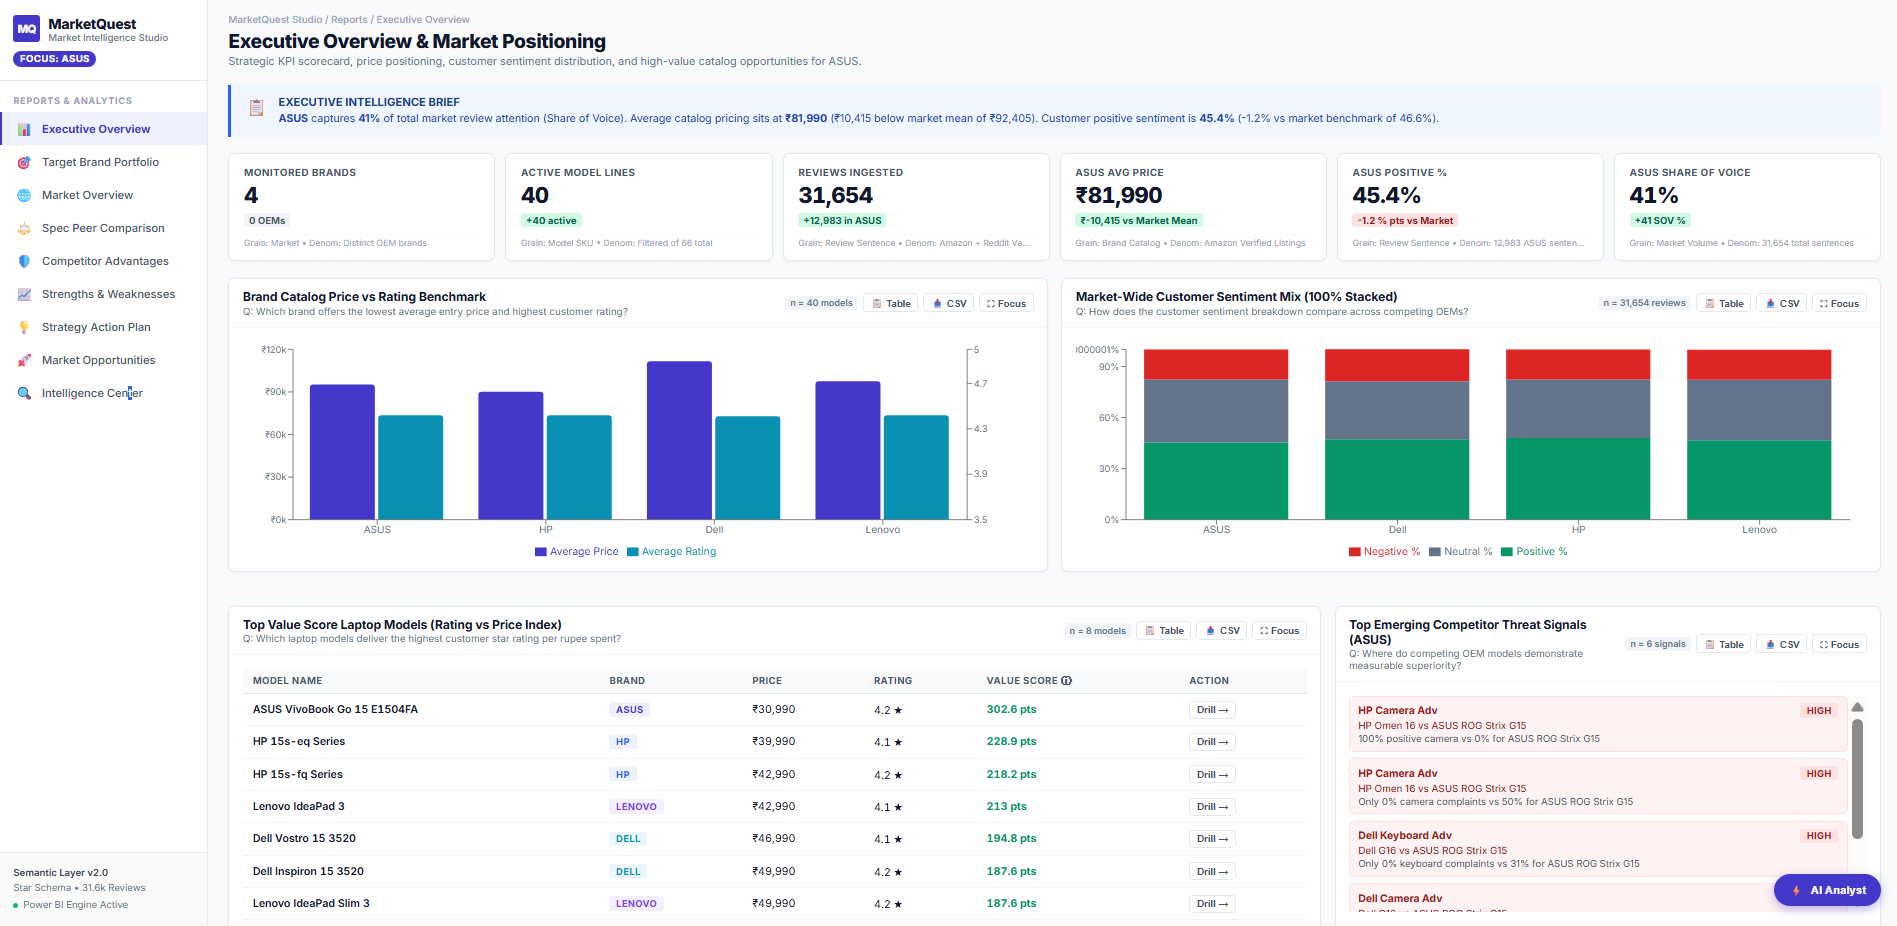 MQ
MarketQuest
Market Intelligence Studio
FOCUS: ASUS
REPORTS & ANALYTICS
Executive Overview
Target Brand Portfolio
Market Overview
Spec Peer Comparison
Competitor Advantages
Strengths & Weaknesses
Strategy Action Plan
Market Opportunities
Intelligence Center
Semantic Layer v2.0
Star Schema • 31.6k Reviews
Power BI Engine Active
MarketQuest Studio / Reports / Executive Overview
Executive Overview & Market Positioning
Strategic KPI scorecard, price positioning, customer sentiment distribution, and high-value catalog opportunities for ASUS.
EXECUTIVE INTELLIGENCE BRIEF
ASUS captures 41% of total market review attention (Share of Voice). Average catalog pricing sits at ₹81,990 (₹10,415 below market mean of ₹92,405). Customer positive sentiment is 45.4% (-1.2% vs market benchmark of 46.6%).
MONITORED BRANDS
4
0 OEMs
Grain: Market • Denom: Distinct OEM brands
ACTIVE MODEL LINES
40
+40 active
Grain: Model SKU • Denom: Filtered of 66 total
REVIEWS INGESTED
31,654
+12,983 in ASUS
Grain: Review Sentence • Denom: Amazon + Reddit Va...
ASUS AVG PRICE
₹81,990
₹-10,415 vs Market Mean
Grain: Brand Catalog • Denom: Amazon Verified Listings
ASUS POSITIVE %
45.4%
-1.2 % pts vs Market
Grain: Review Sentence • Denom: 12,983 ASUS senten...
ASUS SHARE OF VOICE
41%
+41 SOV %
Grain: Market Volume • Denom: 31,654 total sentences
Brand Catalog Price vs Rating Benchmark
Q: Which brand offers the lowest average entry price and highest customer rating?
n = 40 models Table CSV Focus
₹120k
₹90k
₹60k
₹30k
₹0k
5
4.7
4.3
3.9
3.5
ASUS HP Dell Lenovo
Average Price Average Rating
Market-Wide Customer Sentiment Mix (100% Stacked)
Q: How does the customer sentiment breakdown compare across competing OEMs?
n = 31,654 reviews Table CSV Focus
0000001%
90%
60%
30%
0%
ASUS Dell HP Lenovo
Negative % Neutral % Positive %
Top Value Score Laptop Models (Rating vs Price Index)
Q: Which laptop models deliver the highest customer star rating per rupee spent?
n = 8 models Table CSV Focus
MODEL NAME BRAND PRICE RATING VALUE SCORE ACTION
ASUS VivoBook Go 15 E1504FA ASUS ₹30,990 4.2 ★ 302.6 pts Drill →
HP 15s-eq Series HP ₹39,990 4.1 ★ 228.9 pts Drill →
HP 15s-fq Series HP ₹42,990 4.2 ★ 218.2 pts Drill →
Lenovo IdeaPad 3 LENOVO ₹42,990 4.1 ★ 213 pts Drill →
Dell Vostro 15 3520 DELL ₹46,990 4.1 ★ 194.8 pts Drill →
Dell Inspiron 15 3520 DELL ₹49,990 4.2 ★ 187.6 pts Drill →
Lenovo IdeaPad Slim 3 LENOVO ₹49,990 4.2 ★ 187.6 pts Drill →
Top Emerging Competitor Threat Signals
(ASUS)
Q: Where do competing OEM models demonstrate
measurable superiority?
n = 6 signals Table CSV Focus
HP Camera Adv HIGH
HP Omen 16 vs ASUS ROG Strix G15
100% positive camera vs 0% for ASUS ROG Strix G15
HP Camera Adv HIGH
HP Omen 16 vs ASUS ROG Strix G15
Only 0% camera complaints vs 50% for ASUS ROG Strix G15
Dell Keyboard Adv HIGH
Dell G16 vs ASUS ROG Strix G15
Only 0% keyboard complaints vs 31% for ASUS ROG Strix G15
Dell Camera Adv
AI Analyst